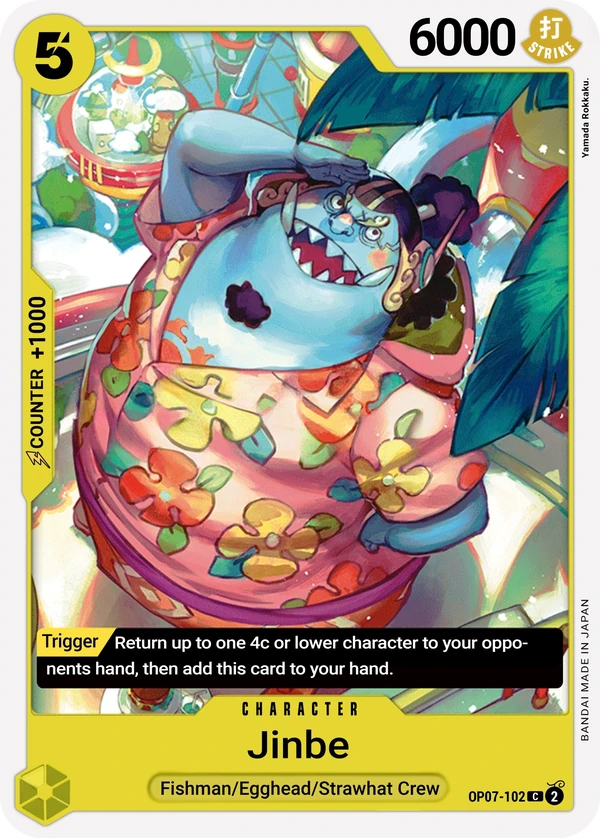 5
6000
打
STRIKE
Yamada Rokkaku.
COUNTER +1000
Trigger Return up to one 4c or lower character to your oppo-
nents hand, then add this card to your hand.
BANDAI MADE IN JAPAN
CHARACTER
Jinbe
Fishman/Egghead/Strawhat Crew
OP07-102 C 2